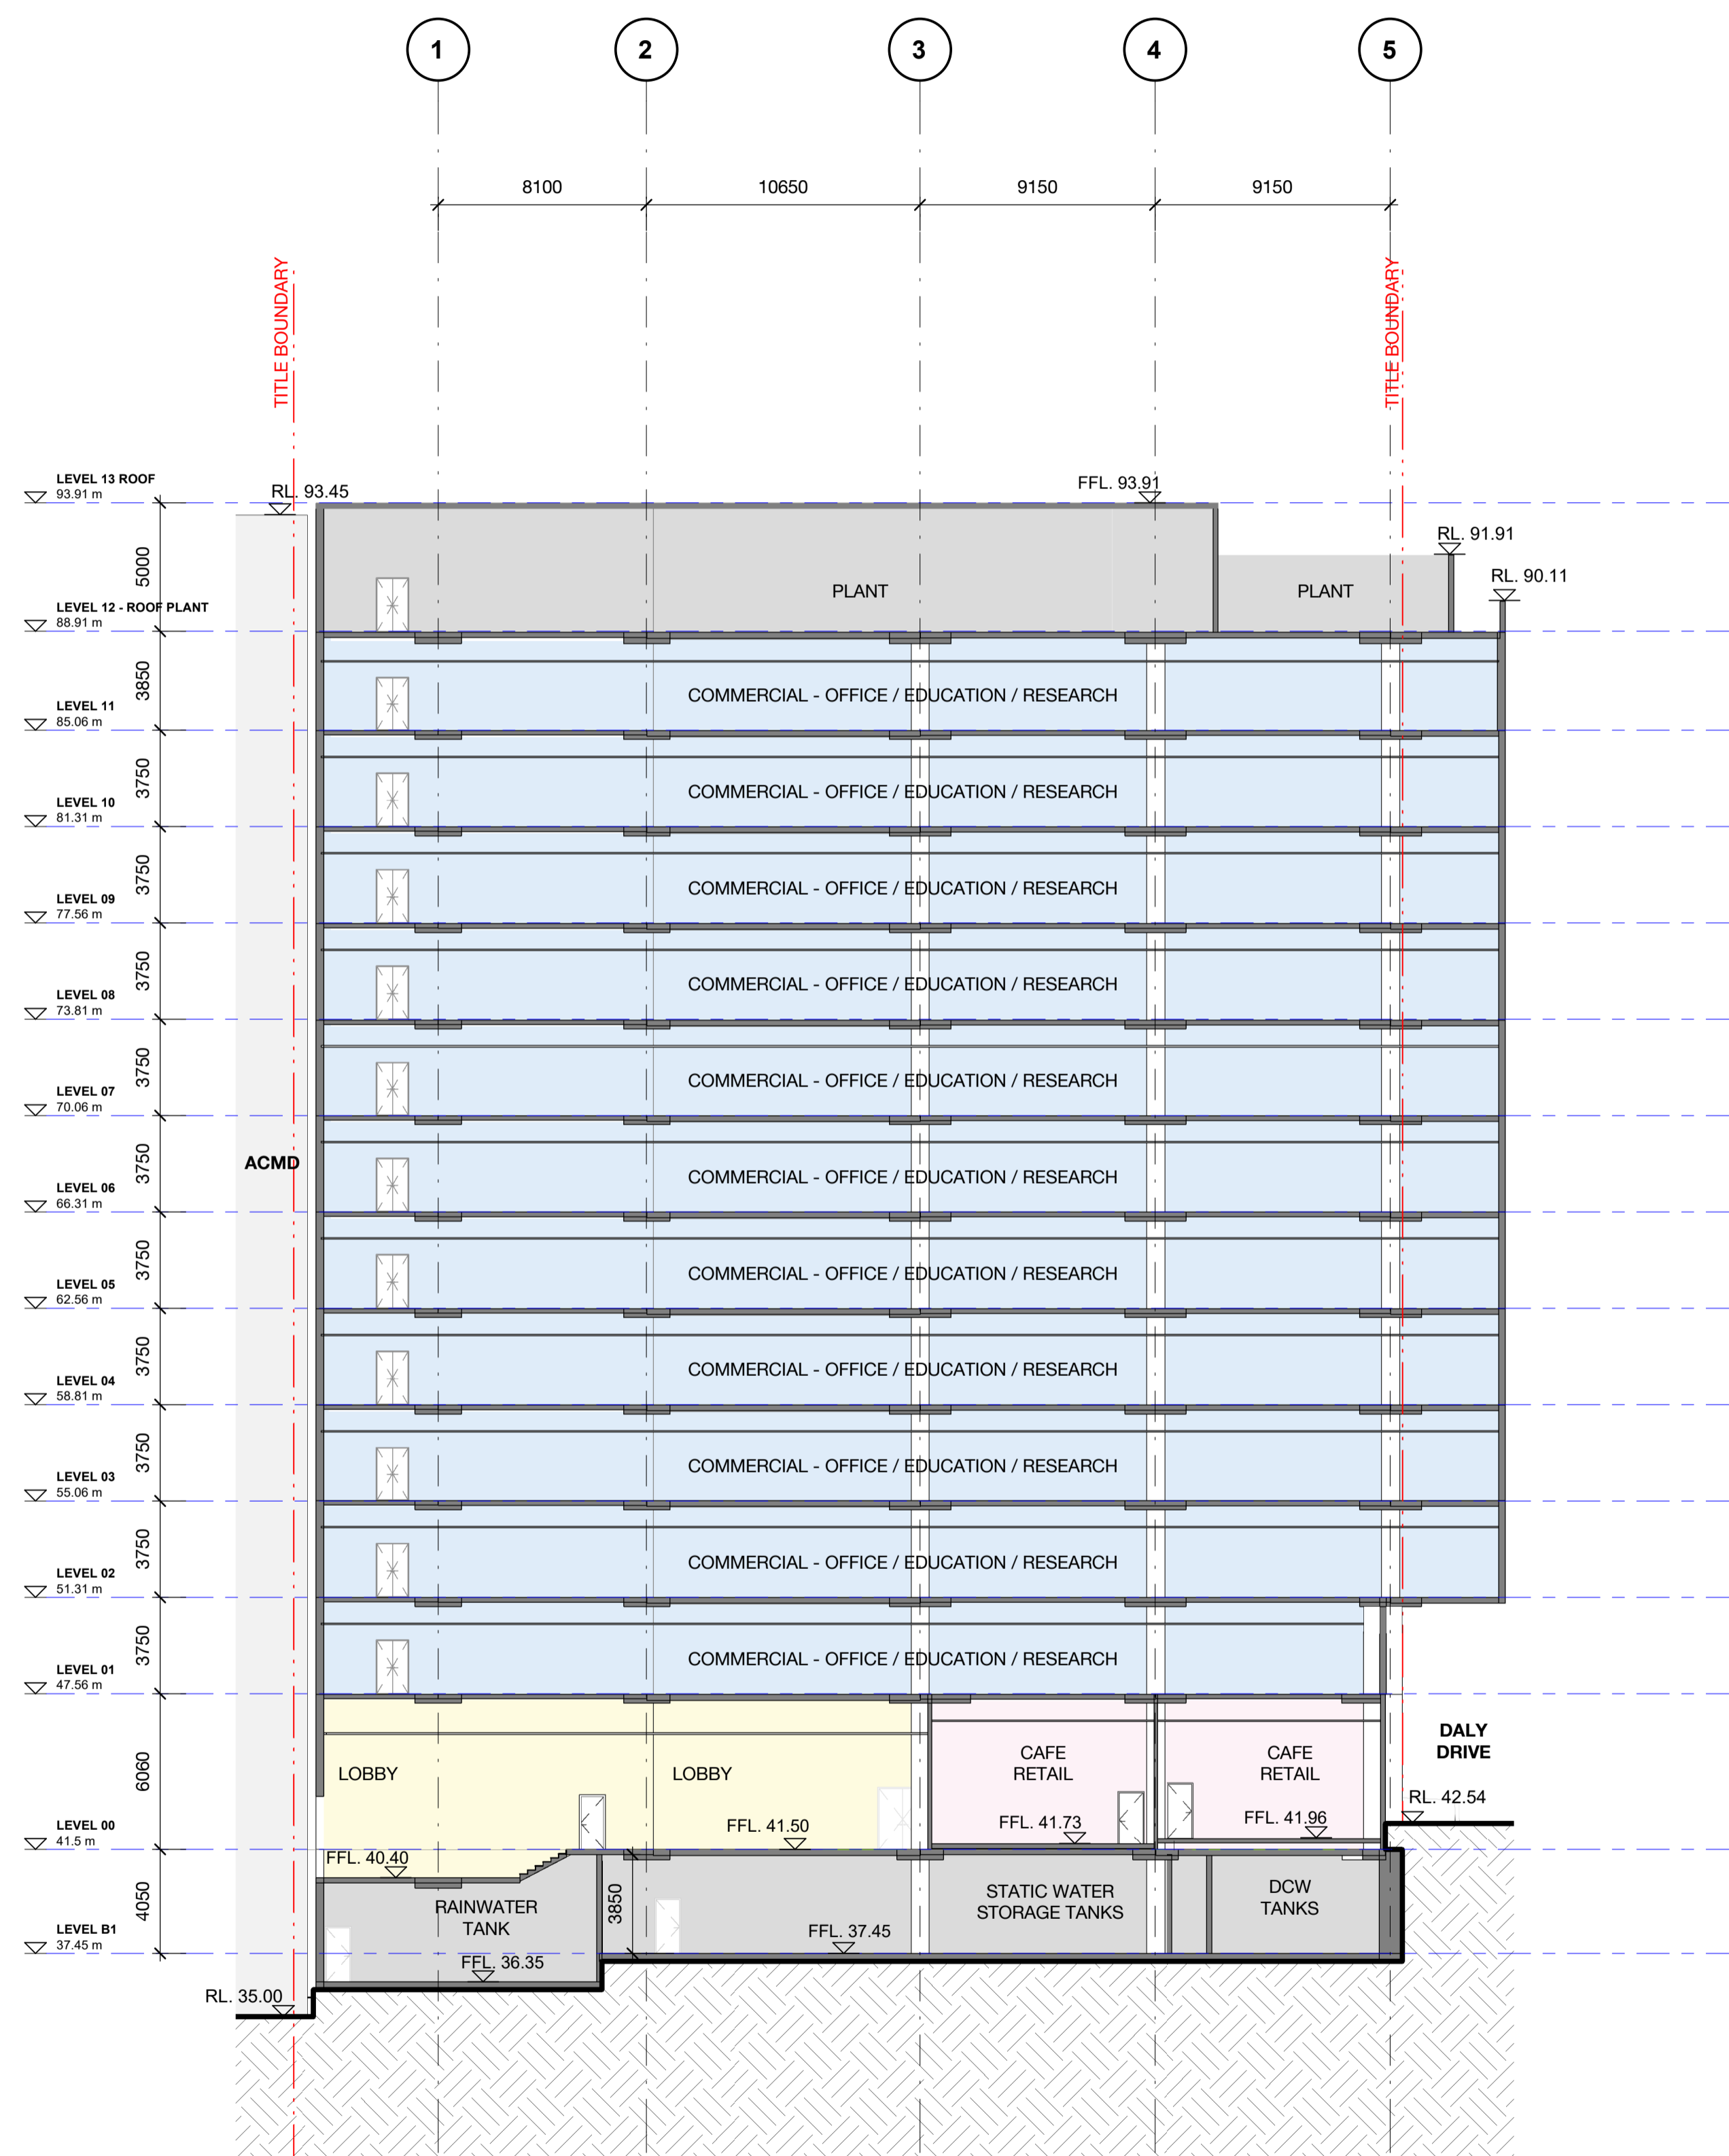 1
2
3
4
5
8100
10650
9150
9150
TITLE BOUNDARY
TITLE BOUNDARY
LEVEL 13 ROOF
93.91 m
RL. 93.45
FFL. 93.91
RL. 91.91
RL. 90.11
5000
PLANT
PLANT
LEVEL 12 - ROOF PLANT
88.91 m
3850
COMMERCIAL - OFFICE / EDUCATION / RESEARCH
LEVEL 11
85.06 m
3750
COMMERCIAL - OFFICE / EDUCATION / RESEARCH
LEVEL 10
81.31 m
3750
COMMERCIAL - OFFICE / EDUCATION / RESEARCH
LEVEL 09
77.56 m
3750
COMMERCIAL - OFFICE / EDUCATION / RESEARCH
LEVEL 08
73.81 m
3750
COMMERCIAL - OFFICE / EDUCATION / RESEARCH
LEVEL 07
70.06 m
ACMD
3750
COMMERCIAL - OFFICE / EDUCATION / RESEARCH
LEVEL 06
66.31 m
3750
COMMERCIAL - OFFICE / EDUCATION / RESEARCH
LEVEL 05
62.56 m
3750
COMMERCIAL - OFFICE / EDUCATION / RESEARCH
LEVEL 04
58.81 m
3750
COMMERCIAL - OFFICE / EDUCATION / RESEARCH
LEVEL 03
55.06 m
3750
COMMERCIAL - OFFICE / EDUCATION / RESEARCH
LEVEL 02
51.31 m
3750
COMMERCIAL - OFFICE / EDUCATION / RESEARCH
LEVEL 01
47.56 m
6060
LOBBY
LOBBY
CAFE
RETAIL
CAFE
RETAIL
DALY
DRIVE
RL. 42.54
FFL. 41.50
FFL. 41.73
FFL. 41.96
LEVEL 00
41.5 m
FFL. 40.40
4050
RAINWATER
TANK
3850
STATIC WATER
STORAGE TANKS
DCW
TANKS
FFL. 37.45
LEVEL B1
37.45 m
FFL. 36.35
RL. 35.00